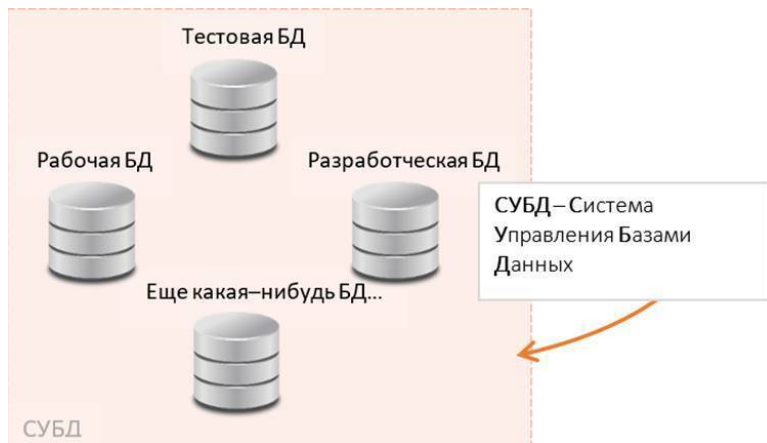 Тестовая БД
Рабочая БД
Разработческая БД
СУБД – Система
Управления Базами
Данных
Еще какая–нибудь БД...
СУБД